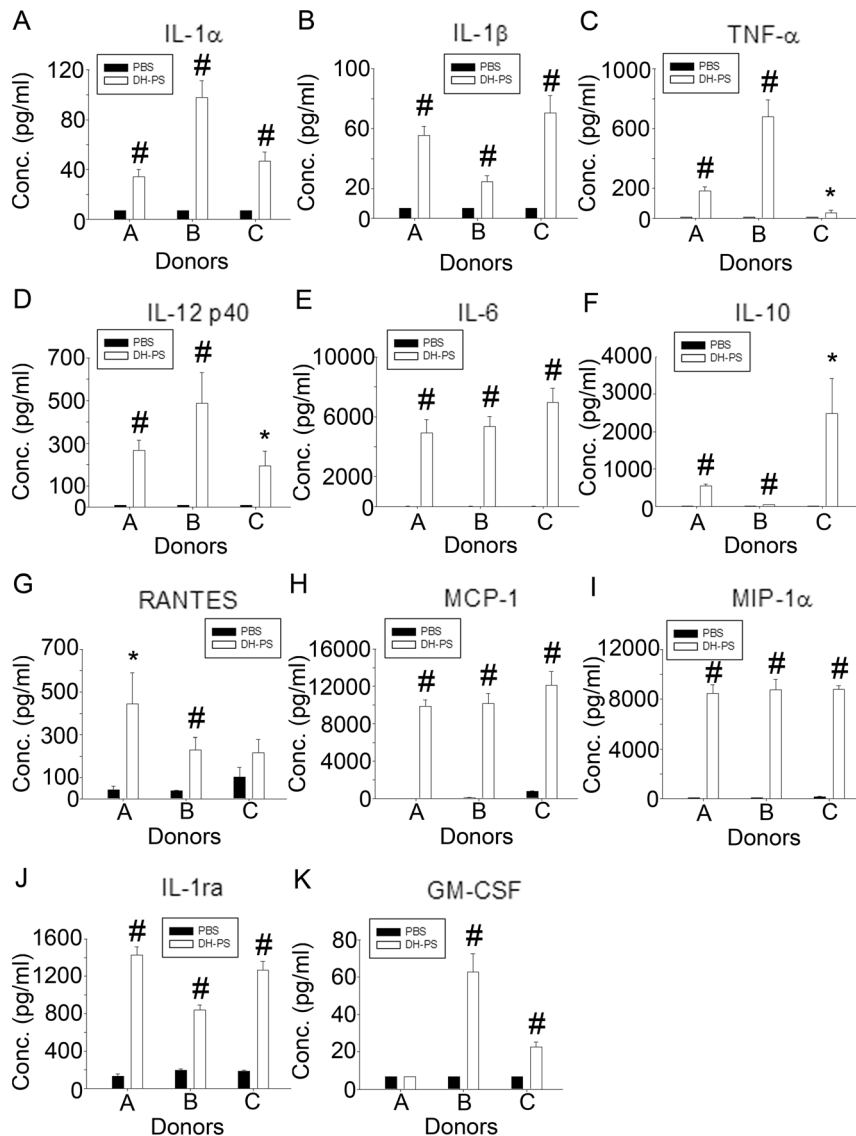 A
IL-1α
PBS
DH-PS
Conc. (pg/ml)
120
80
40
0
#
#
#
A B C
Donors
B
IL-1β
PBS
DH-PS
Conc. (pg/ml)
100
60
20
0
#
#
#
A B C
Donors
C
TNF-α
PBS
DH-PS
Conc. (pg/ml)
1000
600
200
0
#
#
*
A B C
Donors
D
IL-12 p40
PBS
DH-PS
Conc. (pg/ml)
700
500
300
100
0
#
#
*
A B C
Donors
E
IL-6
PBS
DH-PS
Conc. (pg/ml)
10000
6000
2000
0
#
#
#
A B C
Donors
F
IL-10
PBS
DH-PS
Conc. (pg/ml)
4000
3000
2000
1000
0
#
#
*
A B C
Donors
G
RANTES
PBS
DH-PS
Conc. (pg/ml)
700
500
300
100
0
*
#
A B C
Donors
H
MCP-1
PBS
DH-PS
Conc. (pg/ml)
16000
12000
8000
4000
0
#
#
#
A B C
Donors
I
MIP-1α
PBS
DH-PS
Conc. (pg/ml)
12000
8000
4000
0
#
#
#
A B C
Donors
J
IL-1ra
PBS
DH-PS
Conc. (pg/ml)
1600
1200
800
400
0
#
#
#
A B C
Donors
K
GM-CSF
PBS
DH-PS
Conc. (pg/ml)
80
60
40
20
0
#
#
A B C
Donors